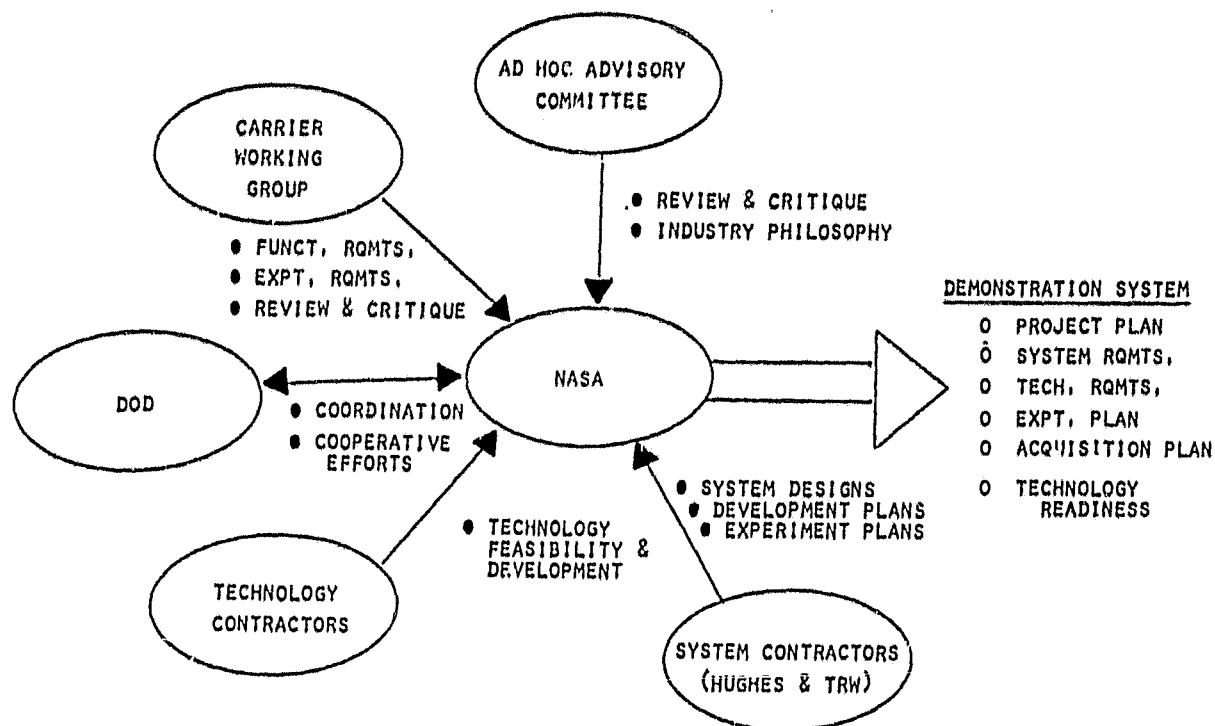 AD HOC ADVISORY
COMMITTEE
CARRIER
WORKING
GROUP
● REVIEW & CRITIQUE
● INDUSTRY PHILOSOPHY
● FUNCT, RQMTS,
● EXPT, RQMTS,
● REVIEW & CRITIQUE
DEMONSTRATION SYSTEM
O PROJECT PLAN
O SYSTEM RQMTS,
O TECH, RQMTS,
O EXPT, PLAN
O ACQUISITION PLAN
O TECHNOLOGY
READINESS
NASA
DOD
● COORDINATION
● COOPERATIVE
EFFORTS
● SYSTEM DESIGNS
● DEVELOPMENT PLANS
● EXPERIMENT PLANS
● TECHNOLOGY
FEASIBILITY &
DEVELOPMENT
TECHNOLOGY
CONTRACTORS
SYSTEM CONTRACTORS
(HUGHES & TRW)